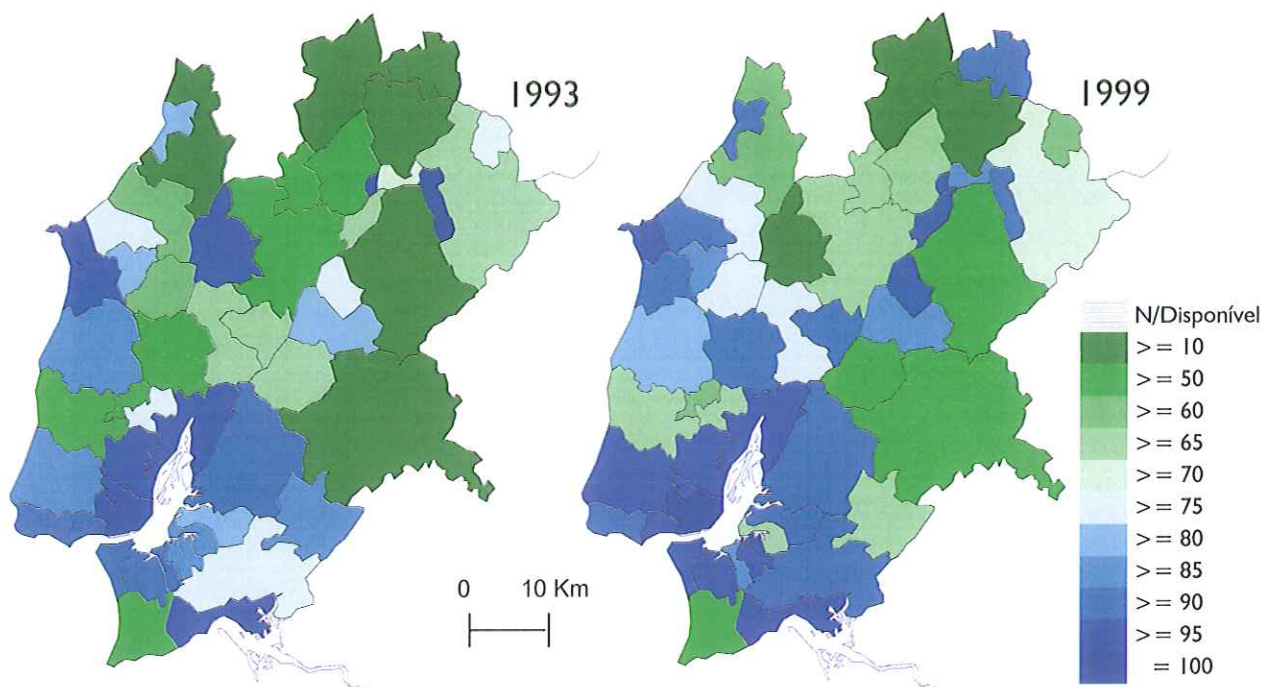 1993
1999
0 10 Km
N/Disponível
> = 10
> = 50
> = 60
> = 65
> = 70
> = 75
> = 80
> = 85
> = 90
> = 95
= 100